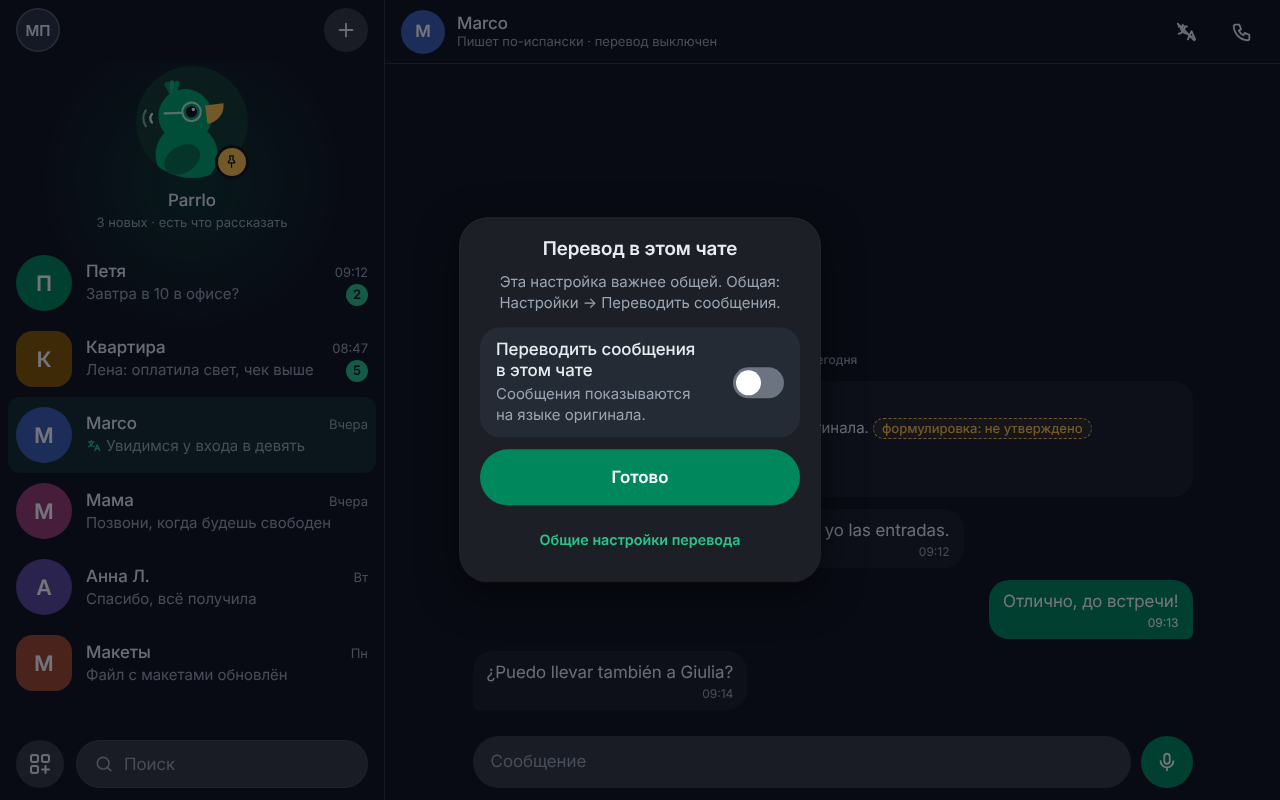 МП
Parrlo
3 новых · есть что рассказать
П
Петя
09:12
Завтра в 10 в офисе?
2
К
Квартира
08:47
Лена: оплатила свет, чек выше
5
M
Marco
Вчера
Увидимся у входа в девять
М
Мама
Вчера
Позвони, когда будешь свободен
А
Анна Л.
Вт
Спасибо, всё получила
М
Макеты
Пн
Файл с макетами обновлён
Поиск
M
Marco
Пишет по-испански · перевод выключен
Перевод в этом чате
Эта настройка важнее общей. Общая:
Настройки → Переводить сообщения.
Переводить сообщения
в этом чате
Сообщения показываются
на языке оригинала.
Готово
Общие настройки перевода
формулировка: не утверждено
yo las entradas.
09:12
Отлично, до встречи!
09:13
¿Puedo llevar también a Giulia?
09:14
Сообщение